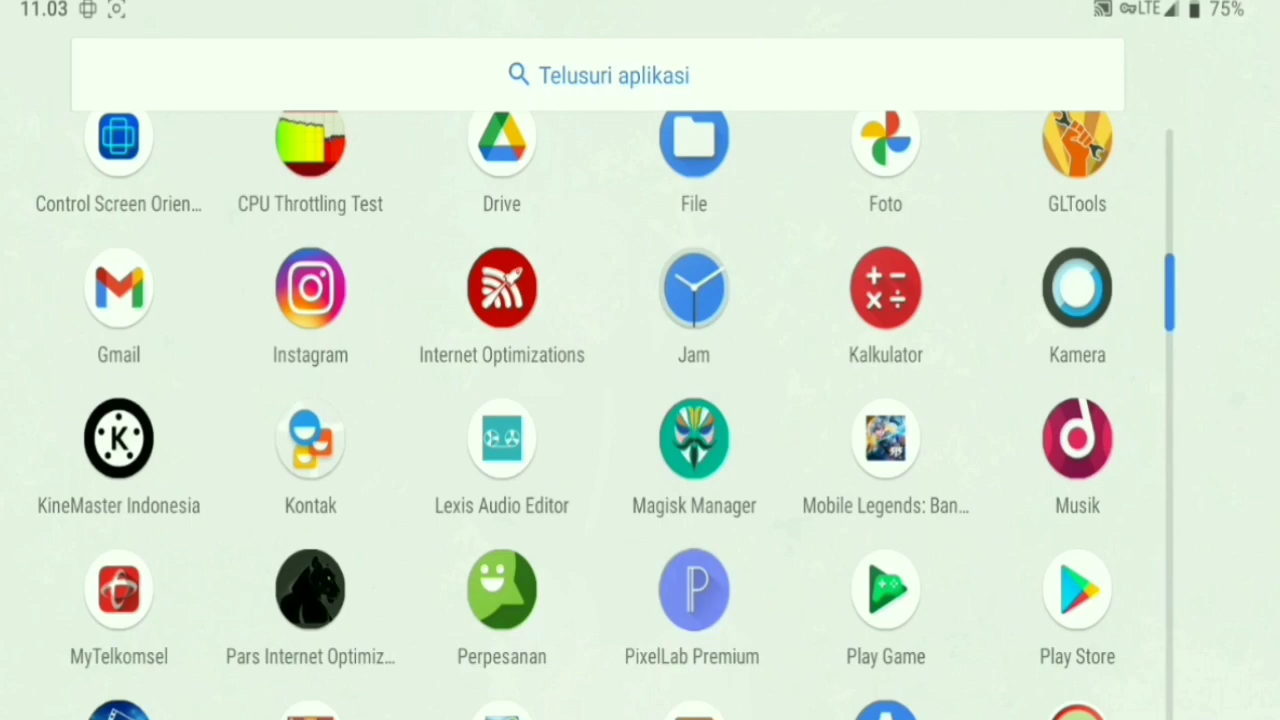 11.03 LTE 75%
Telusuri aplikasi
Control Screen Orien... CPU Throttling Test Drive File Foto GLTools
Gmail Instagram Internet Optimizations Jam Kalkulator Kamera
KineMaster Indonesia Kontak Lexis Audio Editor Magisk Manager Mobile Legends: Ban... Musik
MyTelkomsel Pars Internet Optimiz... Perpesanan PixelLab Premium Play Game Play Store